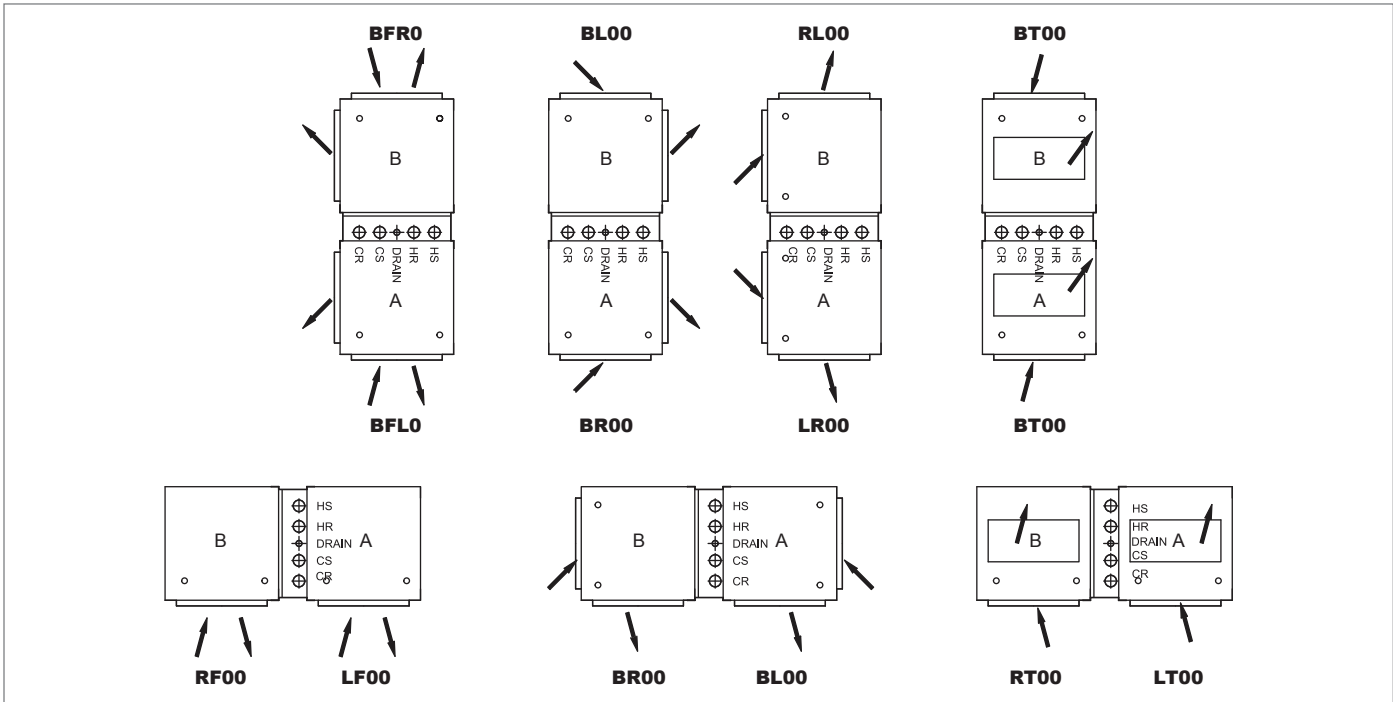 BFR0 BL00 RL00 BT00
B B B B
CR CS DRAIN HR HS CR CS DRAIN HR HS CR CS DRAIN HR HS CR CS DRAIN HR HS
A A A A
BFL0 BR00 LR00 BT00
HS HS HS
HR HR HR
B DRAIN A B DRAIN A B DRAIN A
CS CS CS
CR CR CR
RF00 LF00 BR00 BL00 RT00 LT00